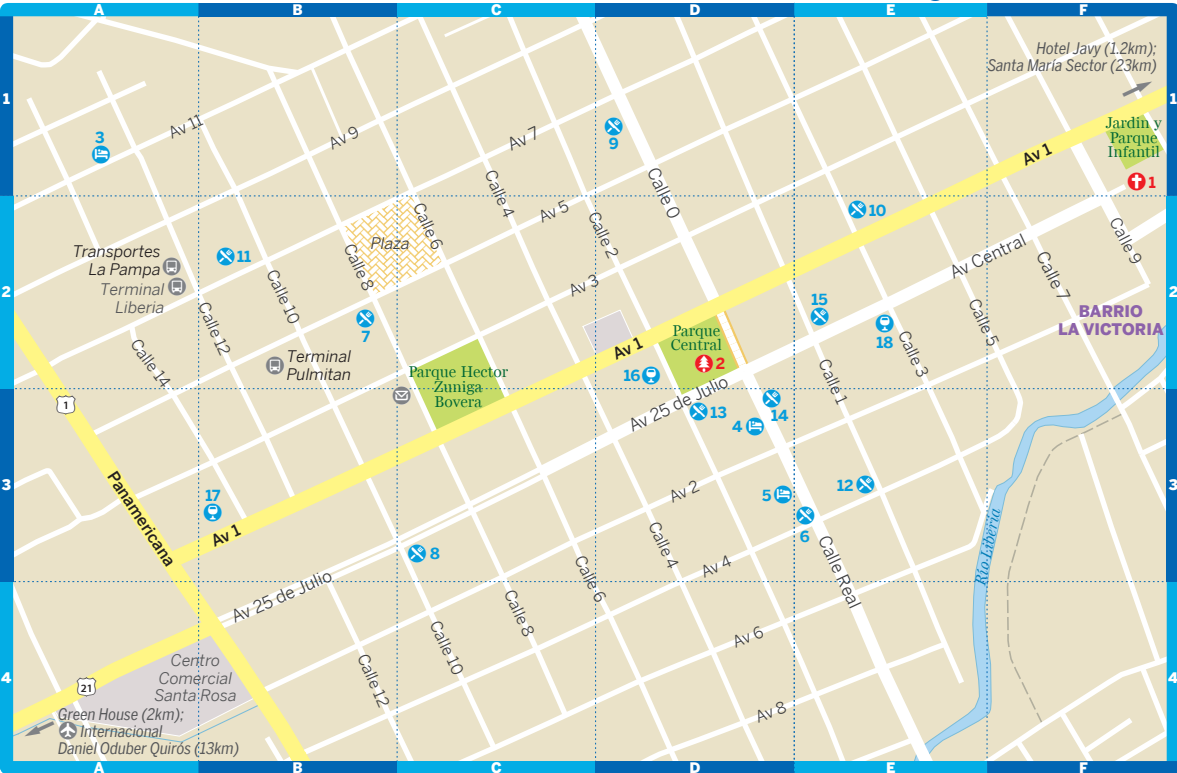 A
B
C
D
E
F
Hotel Javy (1.2km);
Santa María Sector (23km)
1
1
Jardín y
Parque
Infantil
Av 11
Av 9
Av 7
Av 1
3
9
1
Calle 4
Calle 0
Calle 6
Av 5
Calle 2
10
Calle 9
Plaza
Av Central
Transportes
La Pampa
11
Calle 8
Calle 7
Terminal
Liberia
Calle 10
Av 3
2
2
15
BARRIO
LA VICTORIA
Calle 12
7
Parque
Central
18
Calle 5
Calle 3
Calle 14
Terminal
Pulmitan
Av 1
2
16
Parque Hector
Zuniga
Bovera
Calle 1
1
Av 25 de Julio
13
14
4
3
3
Panamericana
17
Av 2
5
12
Av 1
6
Río Liberia
8
Calle 4
Calle Real
Av 4
Calle 6
Av 25 de Julio
Calle 8
Calle 10
Av 6
Centro
Comercial
Santa Rosa
Calle 12
4
4
21
Av 8
Green House (2km);
Internacional
Daniel Oduber Quirós (13km)
A
B
C
D
E
F